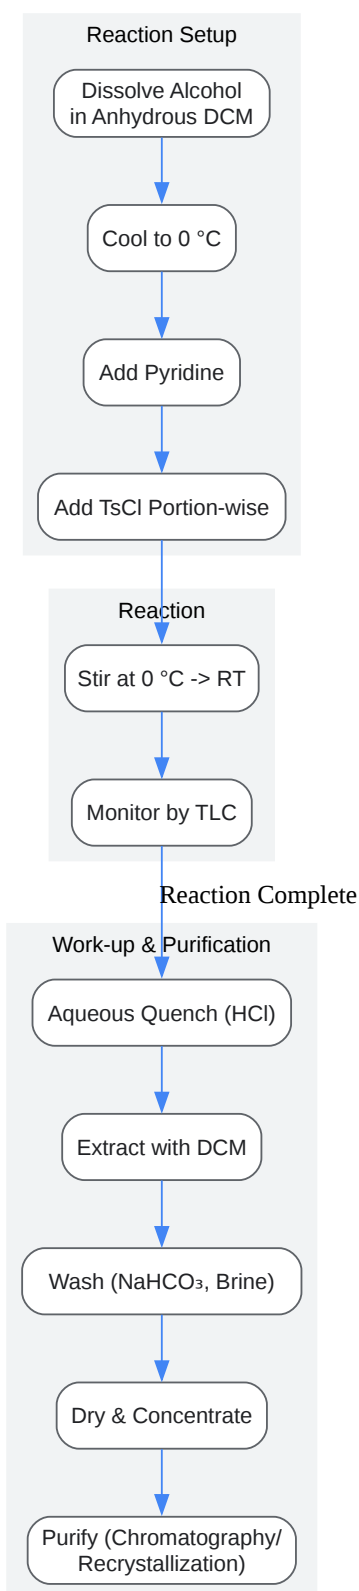 Reaction Setup
Dissolve Alcohol
in Anhydrous DCM
Cool to 0 °C
Add Pyridine
Add TsCl Portion-wise
Reaction
Stir at 0 °C -> RT
Monitor by TLC
Reaction Complete
Work-up & Purification
Aqueous Quench (HCl)
Extract with DCM
Wash (NaHCO₃, Brine)
Dry & Concentrate
Purify (Chromatography/
Recrystallization)